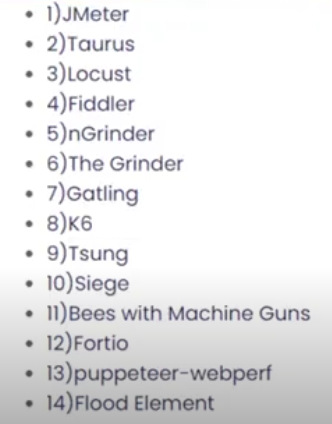 • 1)JMeter
• 2)Taurus
• 3)Locust
• 4)Fiddler
• 5)nGrinder
• 6)The Grinder
• 7)Gatling
• 8)K6
• 9)Tsung
• 10)Siege
• 11)Bees with Machine Guns
• 12)Fortio
• 13)puppeteer-webperf
• 14)Flood Element